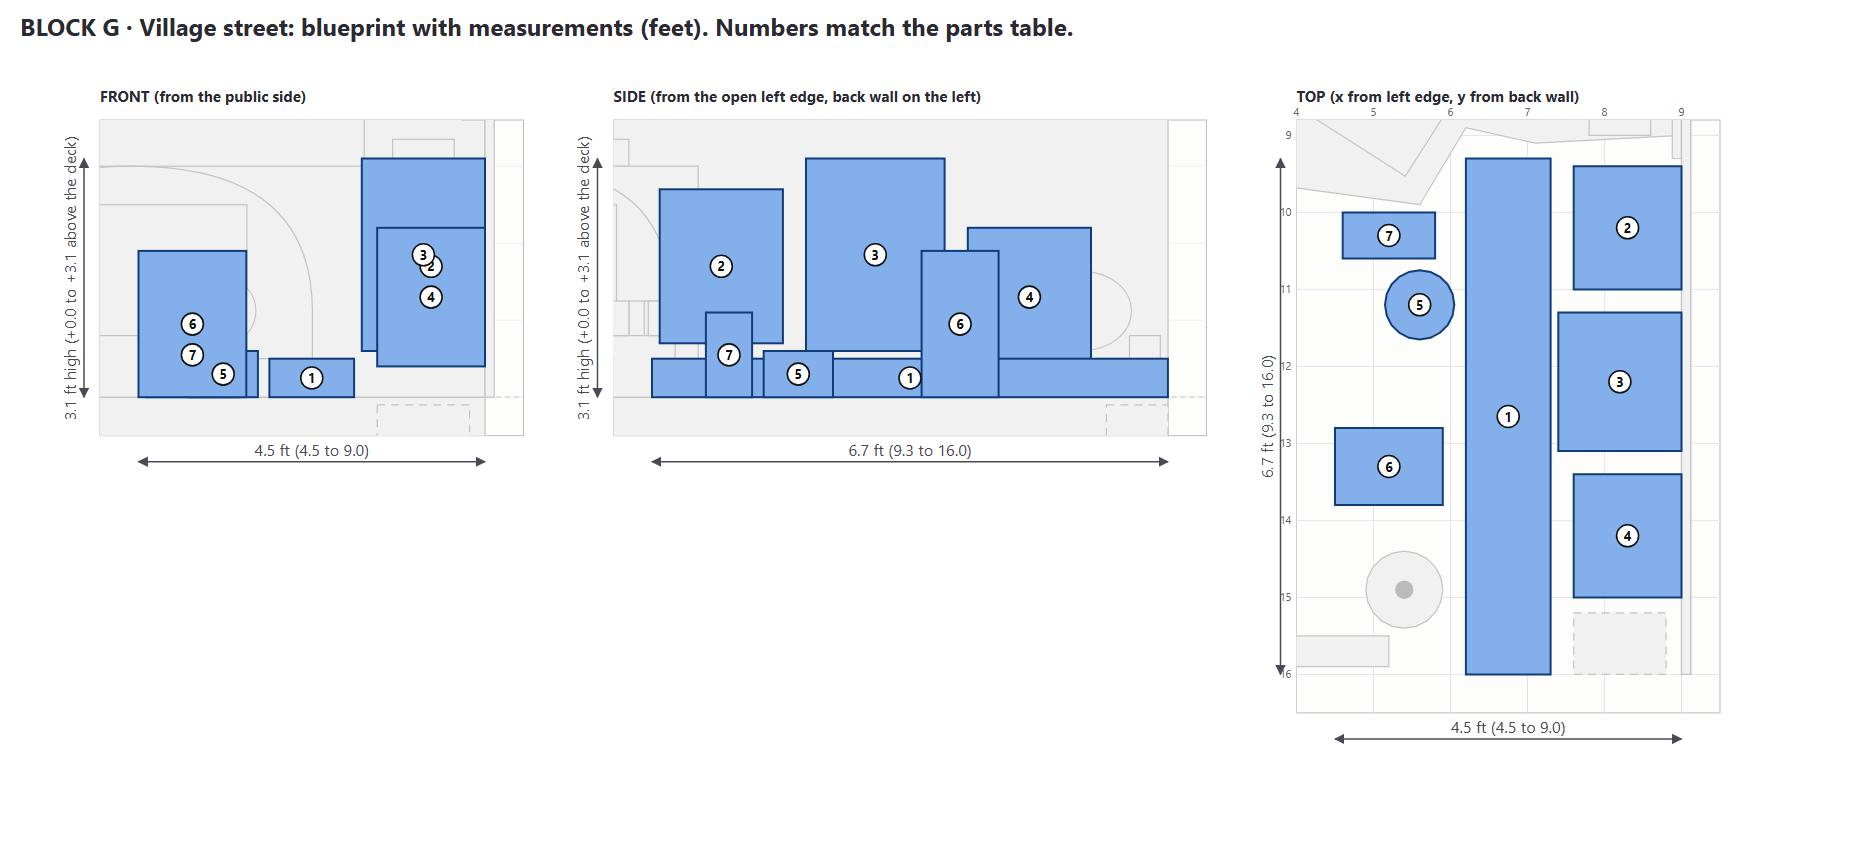 BLOCK G · Village street: blueprint with measurements (feet). Numbers match the parts table.
FRONT (from the public side)
3.1 ft high (+0.0 to +3.1 above the deck)
3
2
4
6
7
5
1
4.5 ft (4.5 to 9.0)
SIDE (from the open left edge, back wall on the left)
3.1 ft high (+0.0 to +3.1 above the deck)
2
3
4
6
7
5
1
6.7 ft (9.3 to 16.0)
TOP (x from left edge, y from back wall)
4 5 6 7 8 9
9
10
11
12
13
14
15
16
6.7 ft (9.3 to 16.0)
2
7
5
3
1
6
4
4.5 ft (4.5 to 9.0)